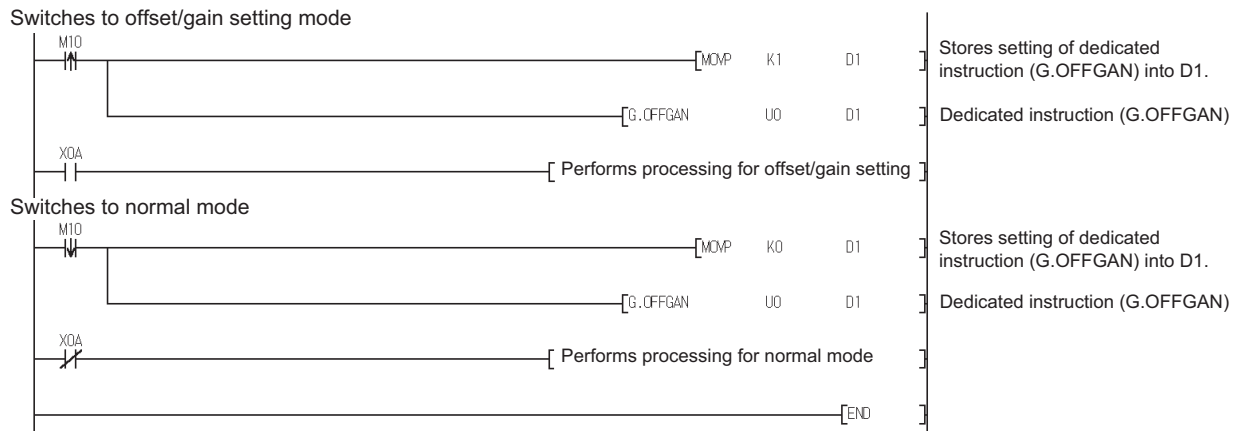 Switches to offset/gain setting mode
M10
MOVP K1 D1
Stores setting of dedicated
instruction (G.OFFGAN) into D1.
G.OFFGAN U0 D1
Dedicated instruction (G.OFFGAN)
X0A
Performs processing for offset/gain setting
Switches to normal mode
M10
MOVP K0 D1
Stores setting of dedicated
instruction (G.OFFGAN) into D1.
G.OFFGAN U0 D1
Dedicated instruction (G.OFFGAN)
X0A
Performs processing for normal mode
END